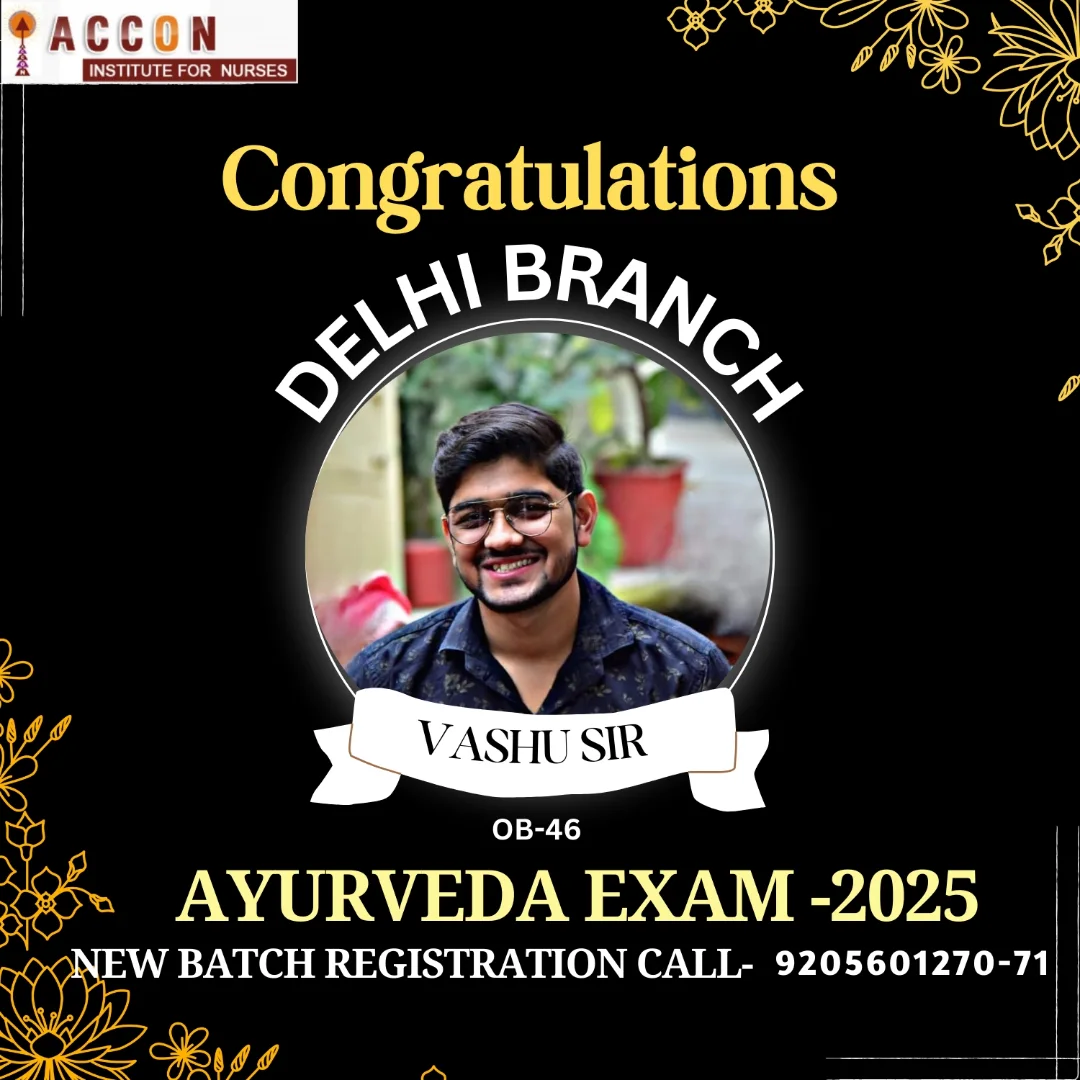 ACCON
INSTITUTE FOR NURSES
Congratulations
DELHI BRANCH
VASHU SIR
OB-46
AYURVEDA EXAM -2025
NEW BATCH REGISTRATION CALL- 9205601270-71